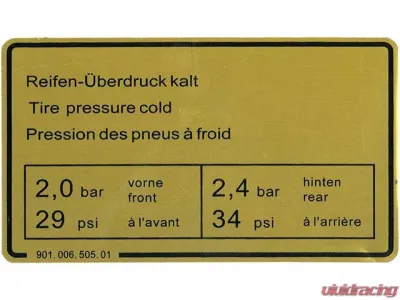 Reifen-Überdruck kalt
Tire pressure cold
Pression des pneus à froid
2,0 bar vorne front
29 psi à l'avant
2,4 bar hinten rear
34 psi à l'arrière
901.006.505.01
vividracing